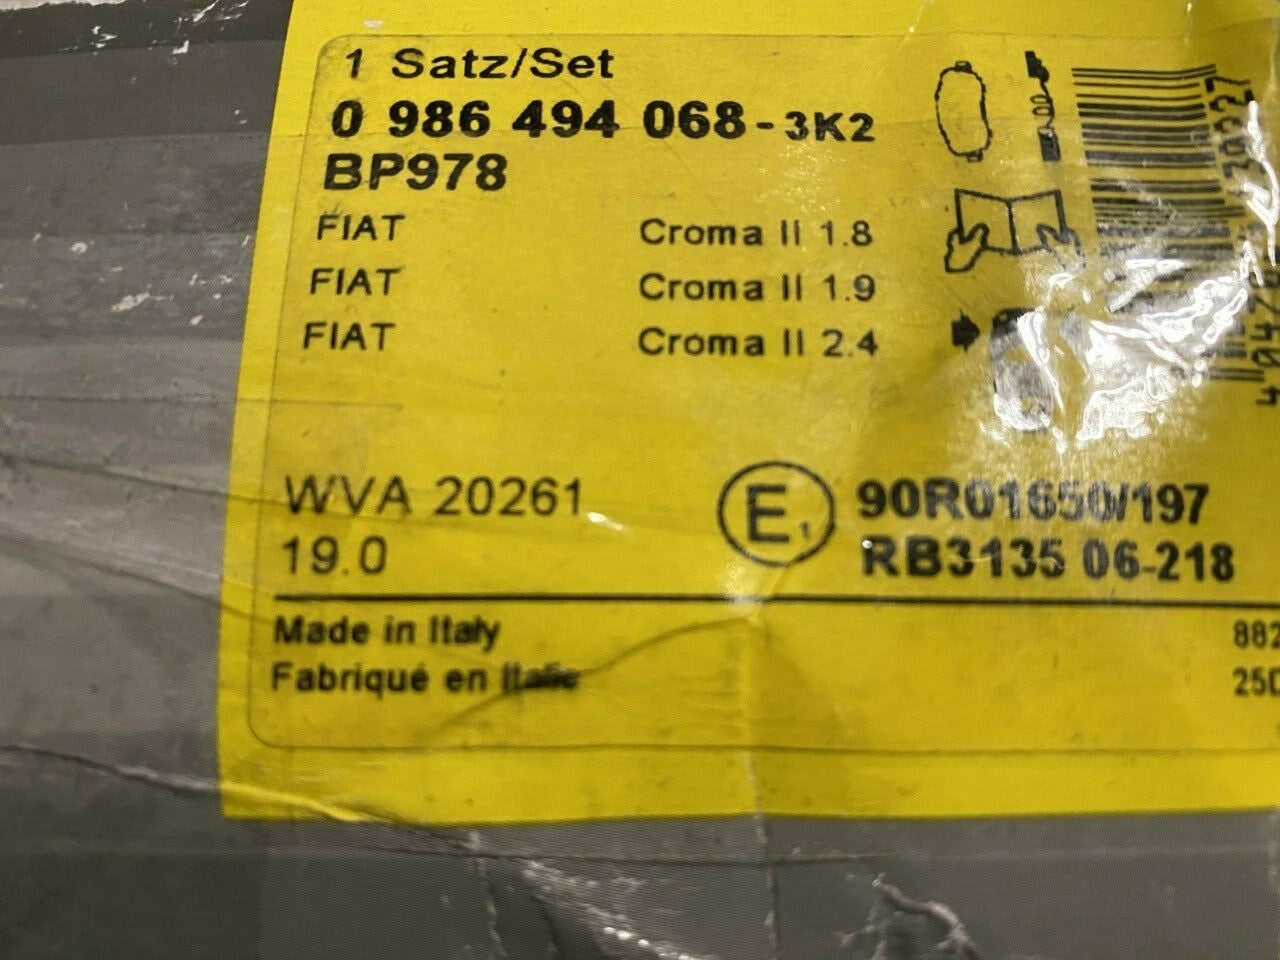 1 Satz/Set
0 986 494 068-3K2
BP978
FIAT Croma II 1.8
FIAT Croma II 1.9
FIAT Croma II 2.4
WVA 20261
19.0
E1 90R01650/197
RB3135 06-218
Made in Italy
Fabriqué en Italie
882
25D